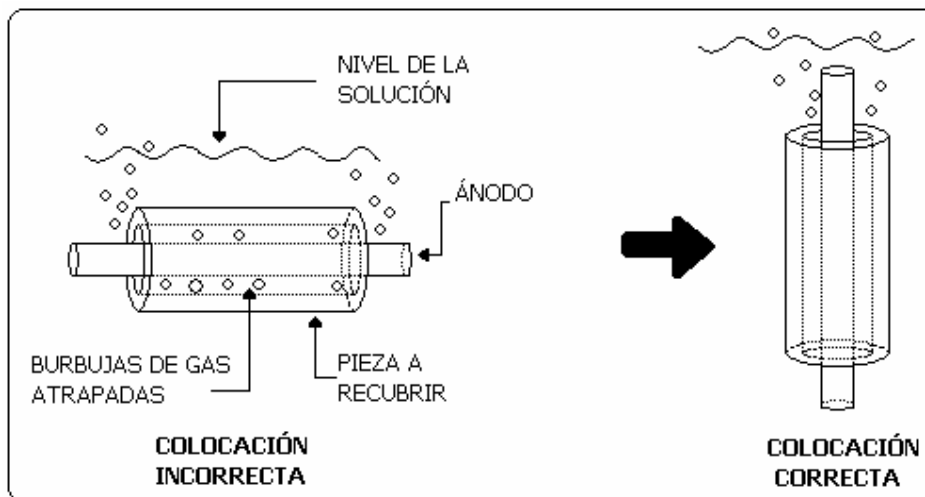 NIVEL DE LA
SOLUCIÓN
ÁNODO
BURBUJAS DE GAS
ATRAPADAS
PIEZA A
RECUBRIR
COLOCACIÓN
INCORRECTA
COLOCACIÓN
CORRECTA